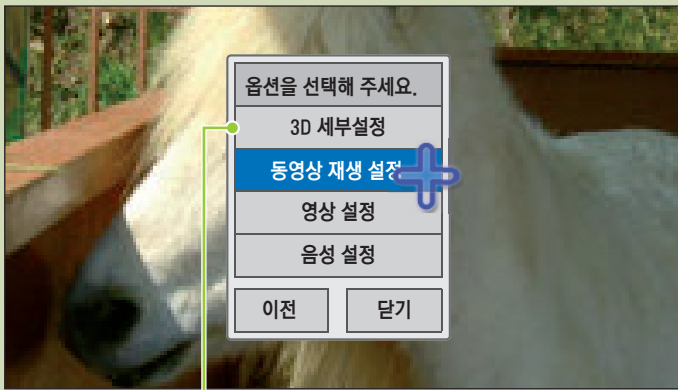 옵션을 선택해 주세요.
3D 세부설정
동영상 재생 설정
영상 설정
음성 설정
이전
닫기